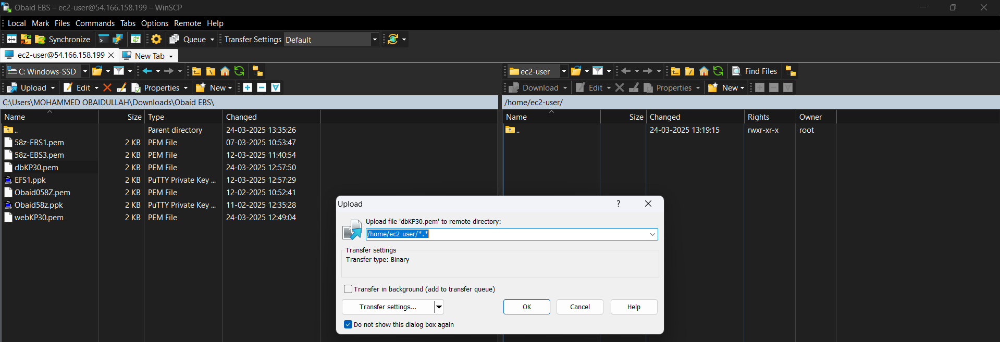 Obaid EBS – ec2-user@54.166.158.199 – WinSCP
Local Mark Files Commands Tabs Options Remote Help
Synchronize Queue Transfer Settings Default
ec2-user@54.166.158.199 New Tab
C: Windows-SSD
ec2-user Find Files
Upload Edit Properties New
Download Edit Properties New
C:\Users\MOHAMMED OBAIDULLAH\Downloads\Obaid EBS\
/home/ec2-user/
Name Size Type Changed
.. Parent directory 24-03-2025 13:35:26
58z-EBS1.pem 2 KB PEM File 07-03-2025 10:53:47
58z-EBS3.pem 2 KB PEM File 12-03-2025 11:40:54
dbKP30.pem 2 KB PEM File 24-03-2025 12:57:50
EFS1.ppk 2 KB PuTTY Private Key ... 12-03-2025 12:57:29
Obaid058Z.pem 2 KB PEM File 12-02-2025 10:52:41
Obaid58z.ppk 2 KB PuTTY Private Key ... 11-02-2025 12:35:28
webKP30.pem 2 KB PEM File 24-03-2025 12:49:04
Name Size Changed Rights Owner
.. 24-03-2025 13:19:15 rwxr-xr-x root
Upload ?
Upload file 'dbKP30.pem' to remote directory:
/home/ec2-user/*.*
Transfer settings
Transfer type: Binary
Transfer in background (add to transfer queue)
Transfer settings... OK Cancel Help
Do not show this dialog box again